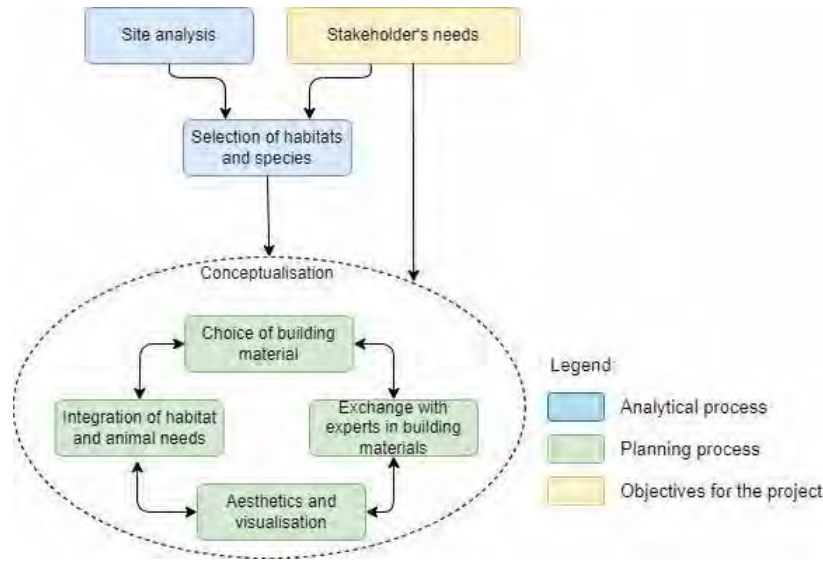 Site analysis
Stakeholder's needs
Selection of habitats
and species
Conceptualisation
Choice of building
material
Integration of habitat
and animal needs
Exchange with
experts in building
materials
Aesthetics and
visualisation
Legend
Analytical process
Planning process
Objectives for the project